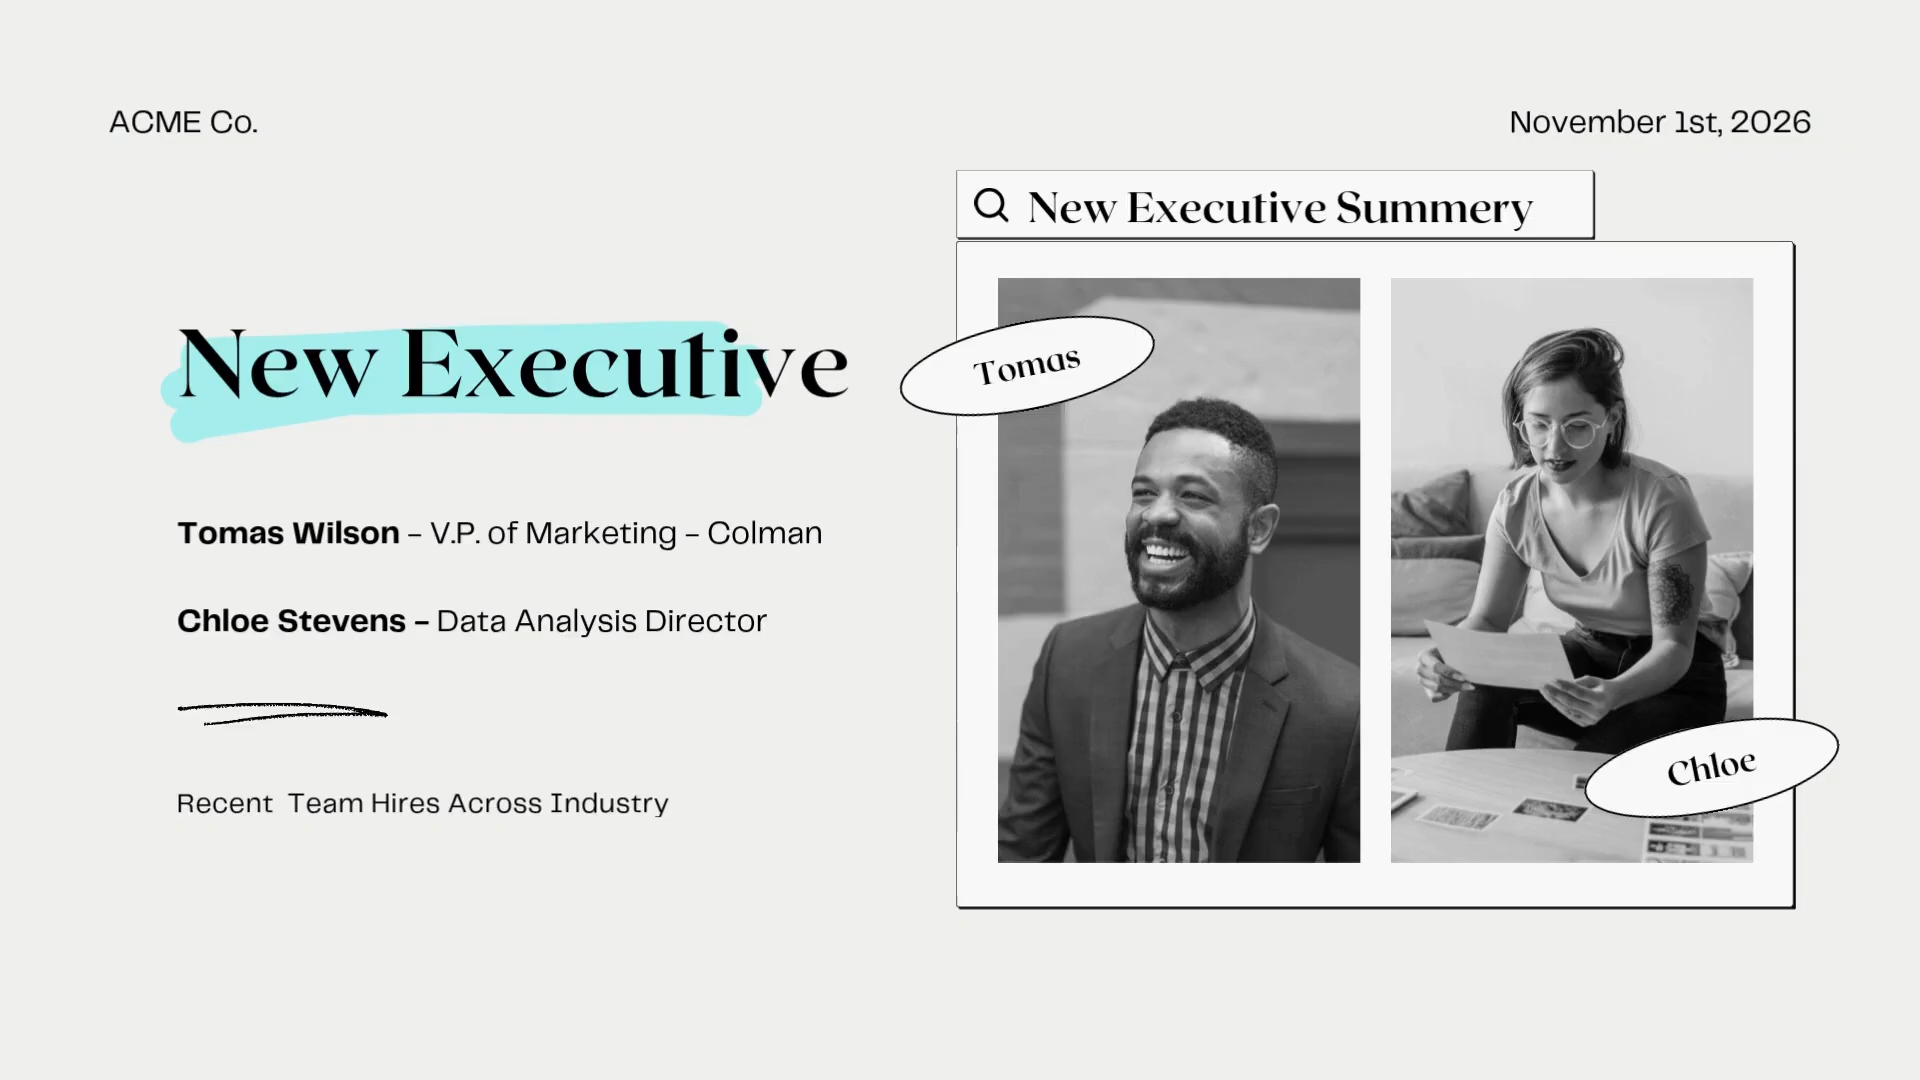 ACME Co.
November 1st, 2026
New Executive
Tomas Wilson – V.P. of Marketing – Colman
Chloe Stevens – Data Analysis Director
Recent Team Hires Across Industry
New Executive Summery
Tomas
Chloe